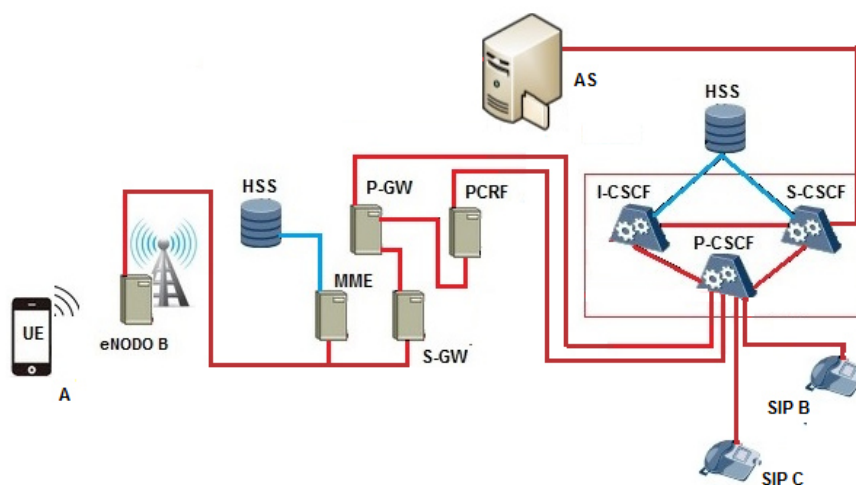 AS
HSS
HSS
P-GW
PCRF
I-CSCF
S-CSCF
P-CSCF
MME
UE
eNODO B
S-GW
A
SIP B
SIP C